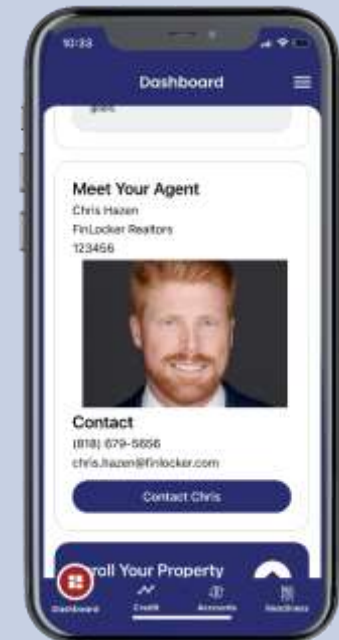 10:33
Dashboard
Meet Your Agent
Chris Hazen
FinLocker Realtors
123456
Contact
(818) 679-5656
chris.hazen@finlocker.com
Contact Chris
roll Your Property
Dashboard
Credit
Accounts
Readiness